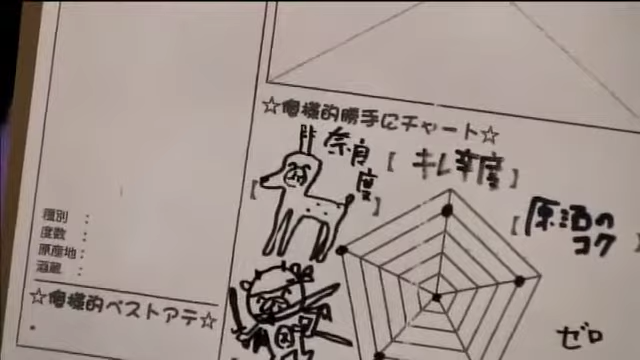 ☆俺様的勝手にチャート☆
奈良度
[キレ辛度]
[原酒のコク]
ゼロ
種別 :
度数 :
原産地 :
酒蔵 :
☆俺様的ベストアテ☆